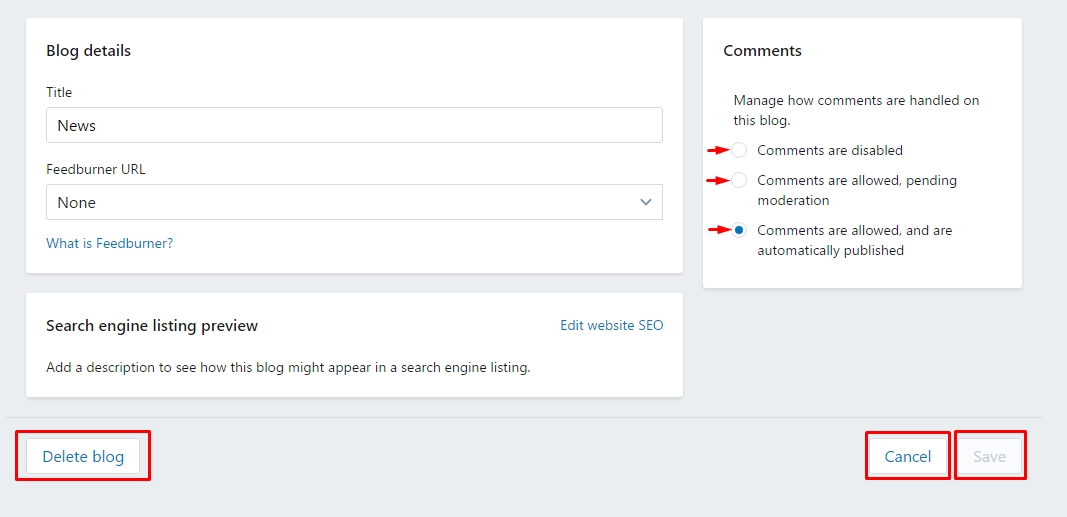 Blog details
Title
News
Feedburner URL
None
What is Feedburner?
Search engine listing preview
Edit website SEO
Add a description to see how this blog might appear in a search engine listing.
Comments
Manage how comments are handled on
this blog.
Comments are disabled
Comments are allowed, pending
moderation
Comments are allowed, and are
automatically published
Delete blog
Cancel
Save